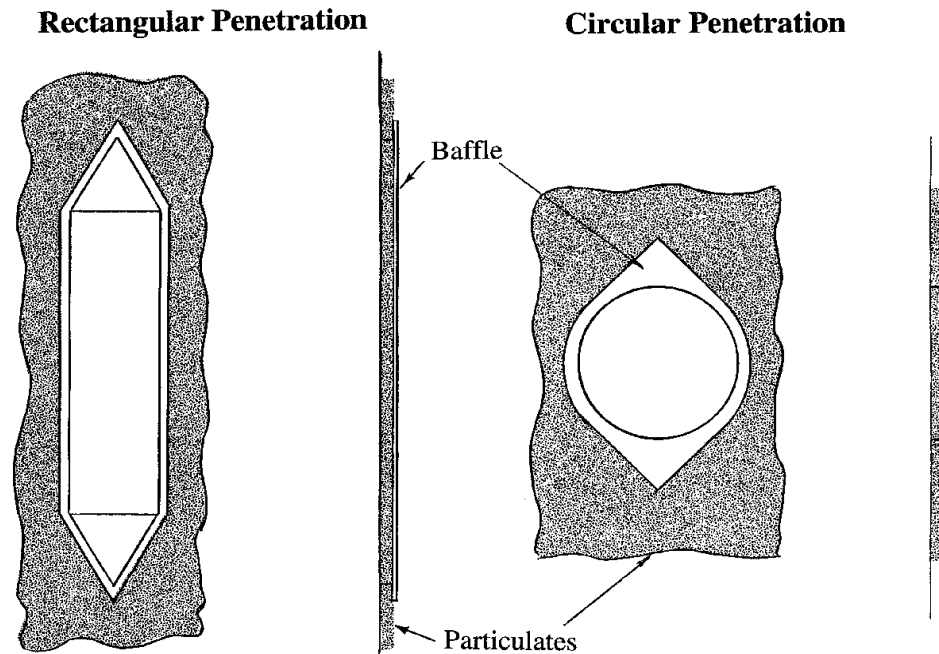 Rectangular Penetration
Circular Penetration
Baffle
Particulates